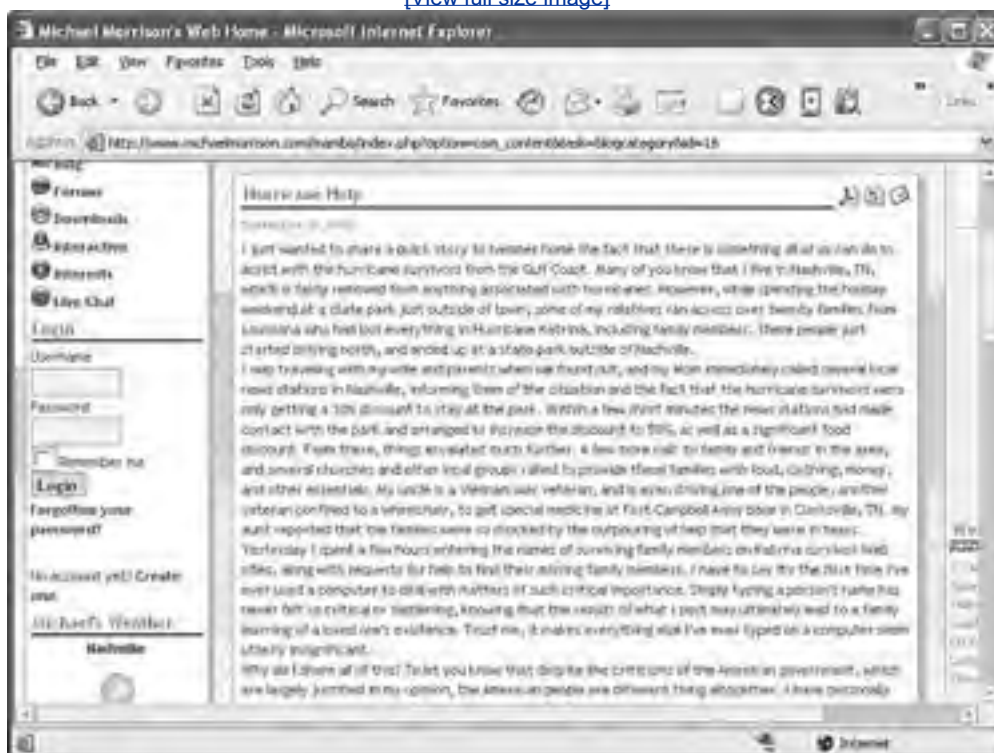 [View full size image]
Michael Morrison's Web Home - Microsoft Internet Explorer
File Edit View Favorites Tools Help
Back Search Favorites Links
http://www.michaelmorrison.com/mambo/index.php?option=com_content&task=blogcategory&id=16
Forums
Downloads
Interactive
Interests
Live Chat
Login
Username
Password
Remember me
Login
Forgotten your
password?
No account yet? Create
one
Michael's Weather
Nashville
Hurricane Help
I just wanted to share a quick story to hammer home the fact that there is something all of us can do to
assist with the hurricane survivors from the Gulf Coast. Many of you know that I live in Nashville, TN,
which is fairly removed from anything associated with hurricanes. However, while spending the holiday
weekend at a state park just outside of town, some of my relatives ran across over twenty families from
Louisiana who had lost everything in Hurricane Katrina, including family members. These people just
started driving north, and ended up at a state park outside of Nashville.
I was traveling with my wife and parents when we found out, and my Mom immediately called several local
news stations in Nashville, informing them of the situation and the fact that the hurricane survivors were
only getting a 10% discount to stay at the park. Within a few short minutes the news stations had made
contact with the park and arranged to increase the discount to 50%, as well as a significant food
discount. From there, things escalated much further. A few more calls to family and friends in the area,
and several churches and other local groups rallied to provide these families with food, clothing, money,
and other essentials. My uncle is a Vietnam war veteran, and is even driving one of the people, another
veteran confined to a wheelchair, to get special medicine at Fort Campbell Army base in Clarksville, TN. My
aunt reported that the families were so shocked by the outpouring of help that they were in tears.
Yesterday I spent a few hours entering the names of surviving family members on Katrina survivor web
sites, along with requests for help to find their missing family members. I have to say it's the first time I've
ever used a computer to deal with matters of such critical importance. Simply typing a person's name has
never felt so critical or saddening, knowing that the result of what I post may ultimately lead to a family
learning of a loved one's existence. Trust me, it makes everything else I've ever typed on a computer seem
utterly insignificant.
Why do I share all of this? To let you know that despite the criticisms of the American government, which
are largely justified in my opinion, the American people are different thing altogether. I have personally
Internet